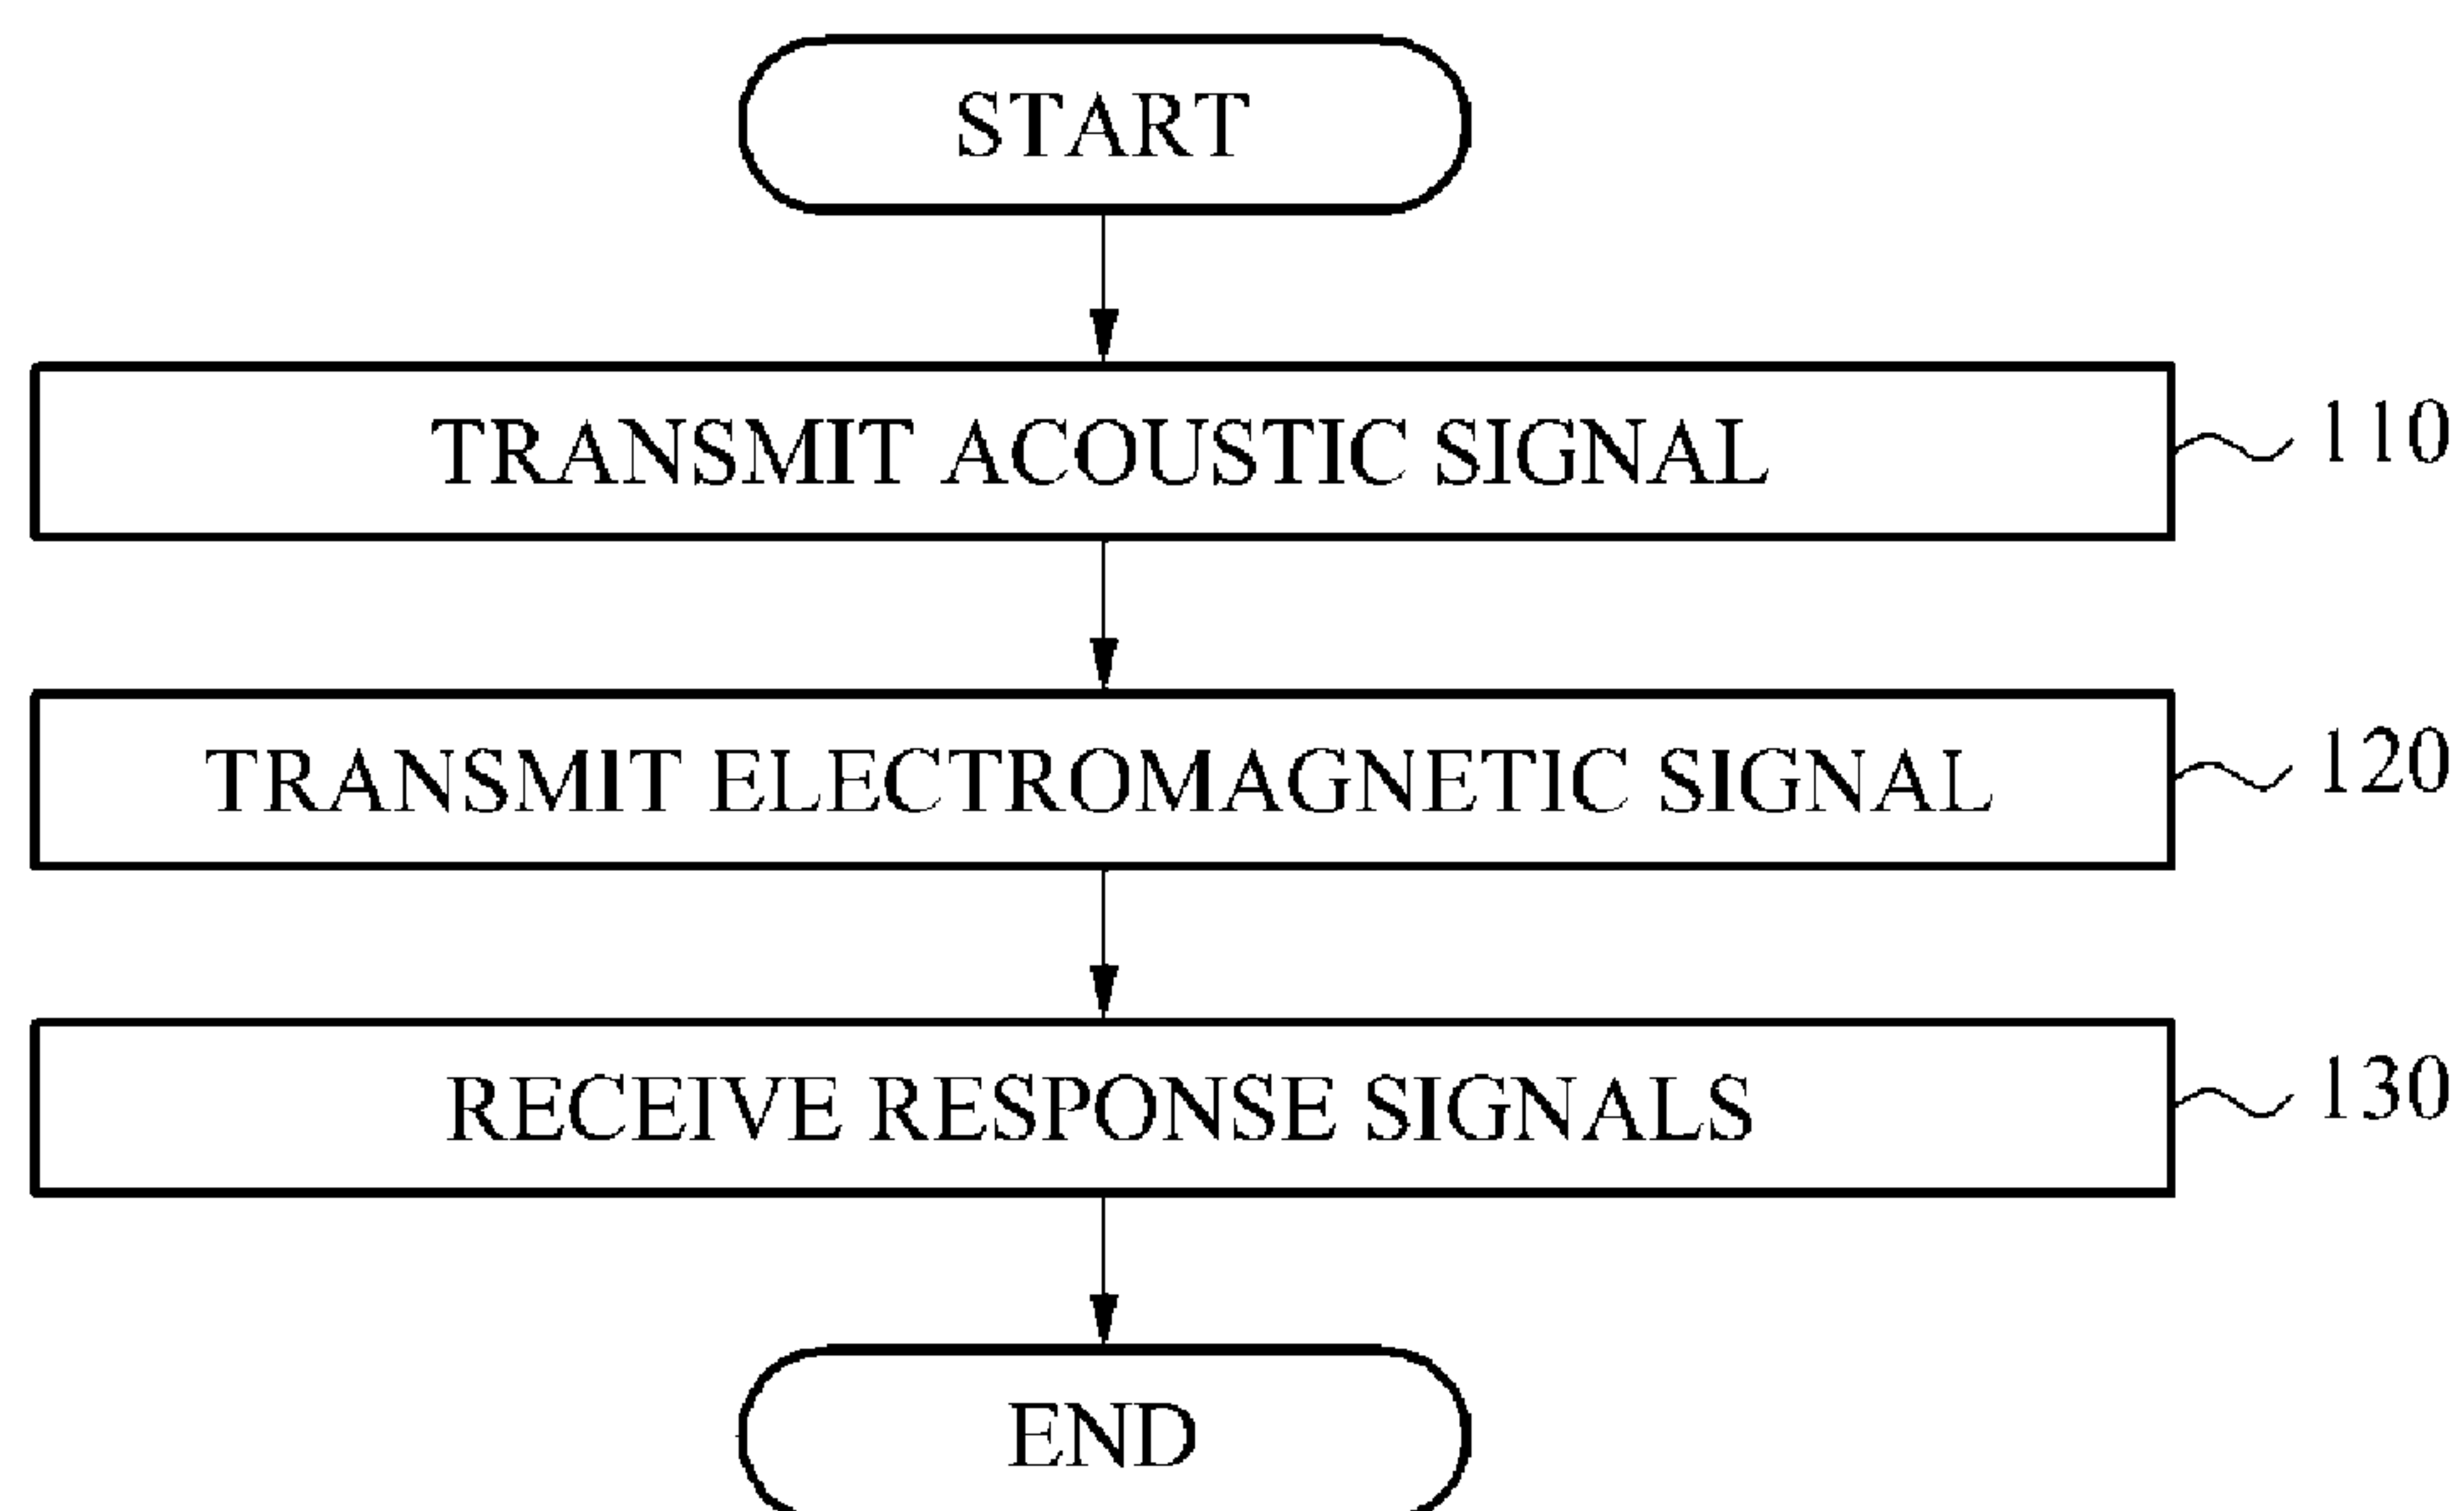 START
TRANSMIT ACOUSTIC SIGNAL
110
TRANSMIT ELECTROMAGNETIC SIGNAL
120
RECEIVE RESPONSE SIGNALS
130
END